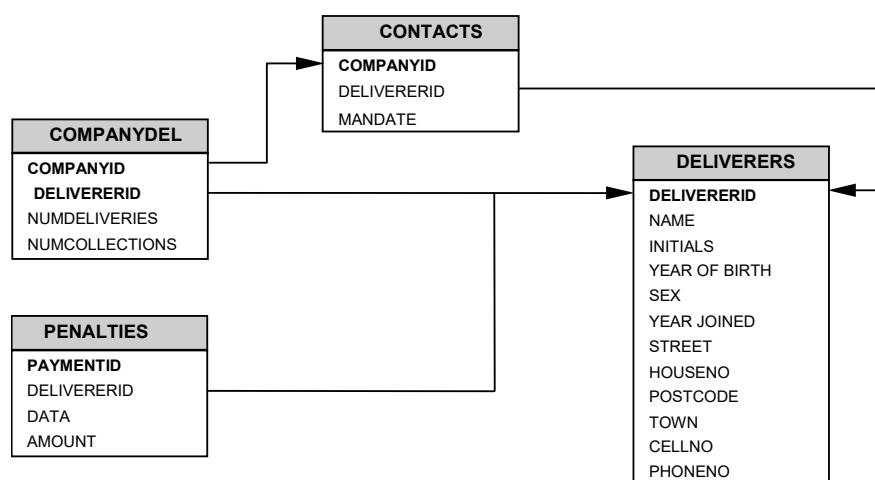 CONTACTS
COMPANYID
DELIVERERID
MANDATE
COMPANYDEL
COMPANYID
DELIVERERID
NUMDELIVERIES
NUMCOLLECTIONS
DELIVERERS
DELIVERERID
NAME
INITIALS
YEAR OF BIRTH
SEX
YEAR JOINED
STREET
HOUSENO
POSTCODE
TOWN
CELLNO
PHONENO
PENALTIES
PAYMENTID
DELIVERERID
DATA
AMOUNT